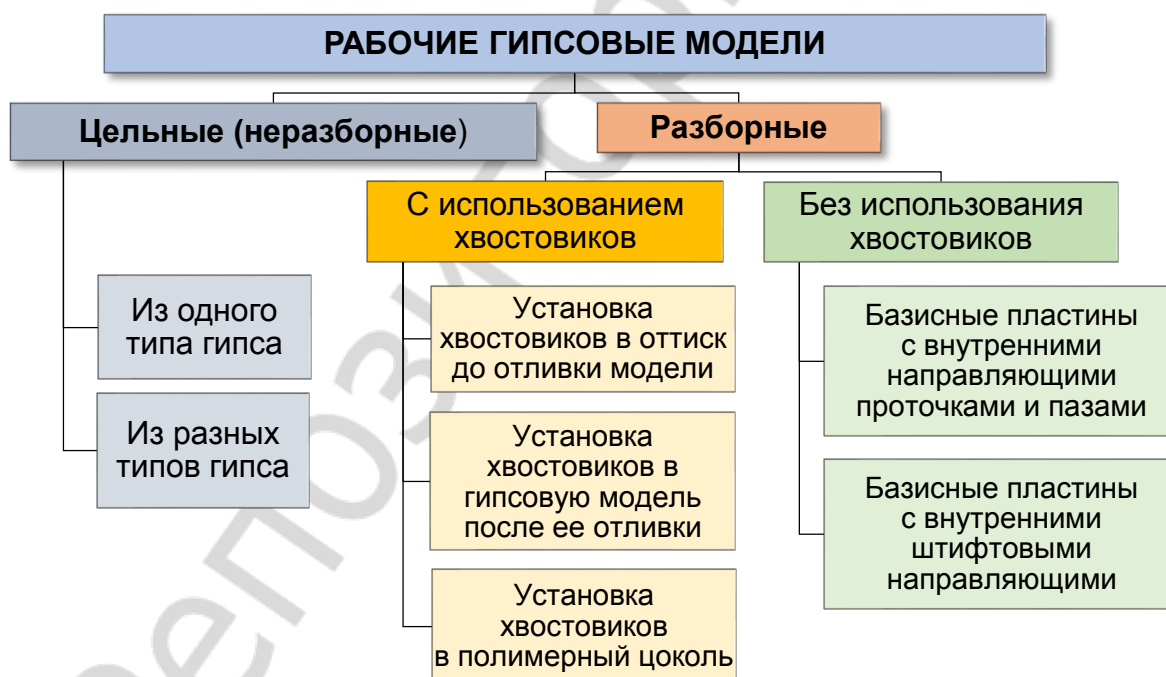 РАБОЧИЕ ГИПСОВЫЕ МОДЕЛИ
Цельные (неразборные)
Разборные
С использованием
хвостовиков
Без использования
хвостовиков
Из одного
типа гипса
Из разных
типов гипса
Установка
хвостовиков в оттиск
до отливки модели
Установка
хвостовиков в
гипсовую модель
после ее отливки
Установка
хвостовиков
в полимерный цоколь
Базисные пластины
с внутренними
направляющими
проточками и пазами
Базисные пластины
с внутренними
штифтовыми
направляющими